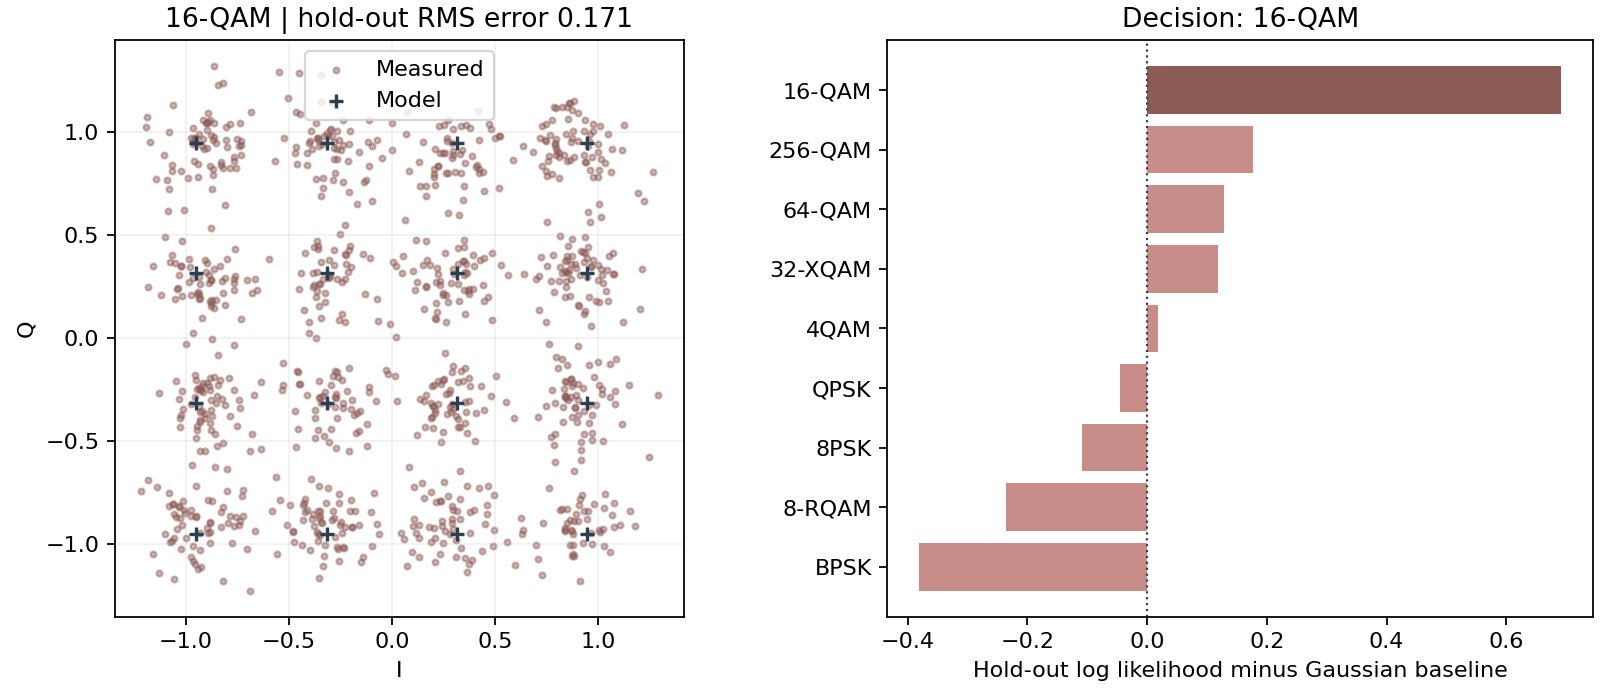 16-QAM | hold-out RMS error 0.171
Measured
Model
1.0
0.5
0.0
−0.5
−1.0
Q
−1.0
−0.5
0.0
0.5
1.0
I
Decision: 16-QAM
16-QAM
256-QAM
64-QAM
32-XQAM
4QAM
QPSK
8PSK
8-RQAM
BPSK
−0.4
−0.2
0.0
0.2
0.4
0.6
Hold-out log likelihood minus Gaussian baseline